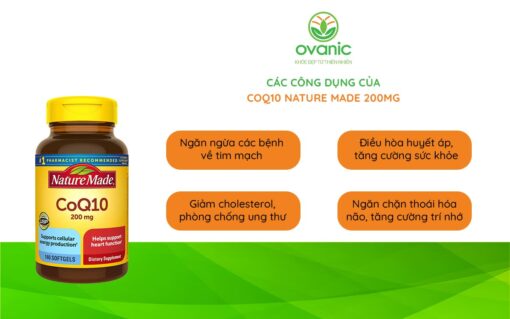 ovanic
KHỎE ĐẸP TỪ THIÊN NHIÊN
CÁC CÔNG DỤNG CỦA
COQ10 NATURE MADE 200MG
Ngăn ngừa các bệnh
về tim mạch
Điều hòa huyết áp,
tăng cường sức khỏe
Giảm cholesterol,
phòng chống ung thư
Ngăn chặn thoái hóa
não, tăng cường trí nhớ
#1 PHARMACIST RECOMMENDED
Nature Made
CoQ10
200 mg
Supports cellular
energy production†
Helps support
heart function†
140 SOFTGELS
Dietary Supplement